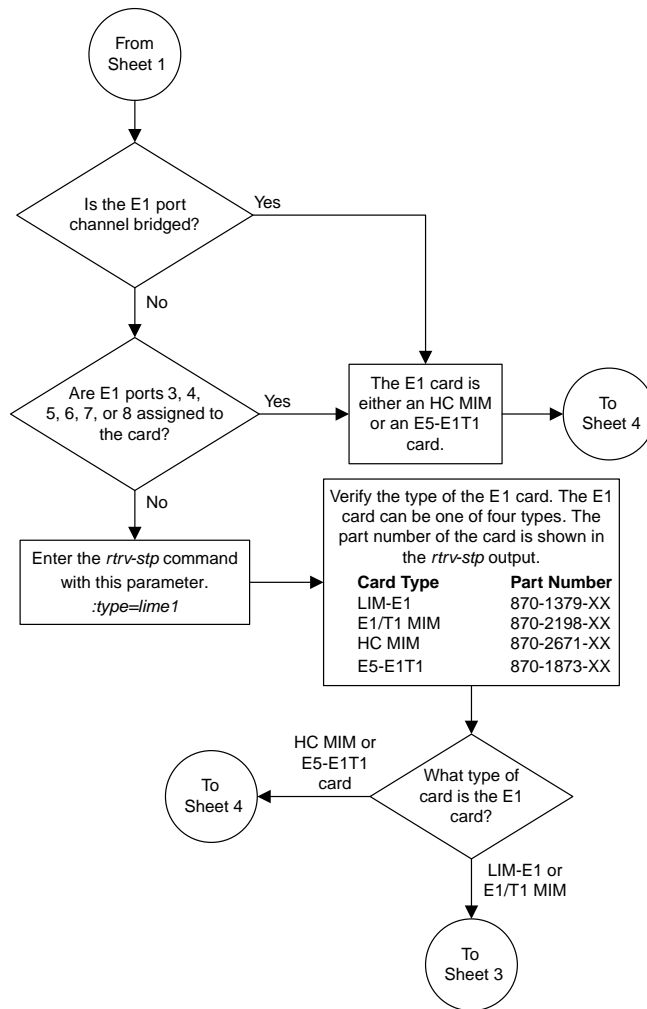 From
Sheet 1
Is the E1 port
channel bridged?
Yes
No
Are E1 ports 3, 4,
5, 6, 7, or 8 assigned to
the card?
Yes
The E1 card is
either an HC MIM
or an E5-E1T1
card.
To
Sheet 4
No
Enter the rtrv-stp command
with this parameter.
:type=lime1
Verify the type of the E1 card. The E1
card can be one of four types. The
part number of the card is shown in
the rtrv-stp output.
Card Type Part Number
LIM-E1 870-1379-XX
E1/T1 MIM 870-2198-XX
HC MIM 870-2671-XX
E5-E1T1 870-1873-XX
HC MIM or
E5-E1T1
card
To
Sheet 4
What type of
card is the E1
card?
LIM-E1 or
E1/T1 MIM
To
Sheet 3